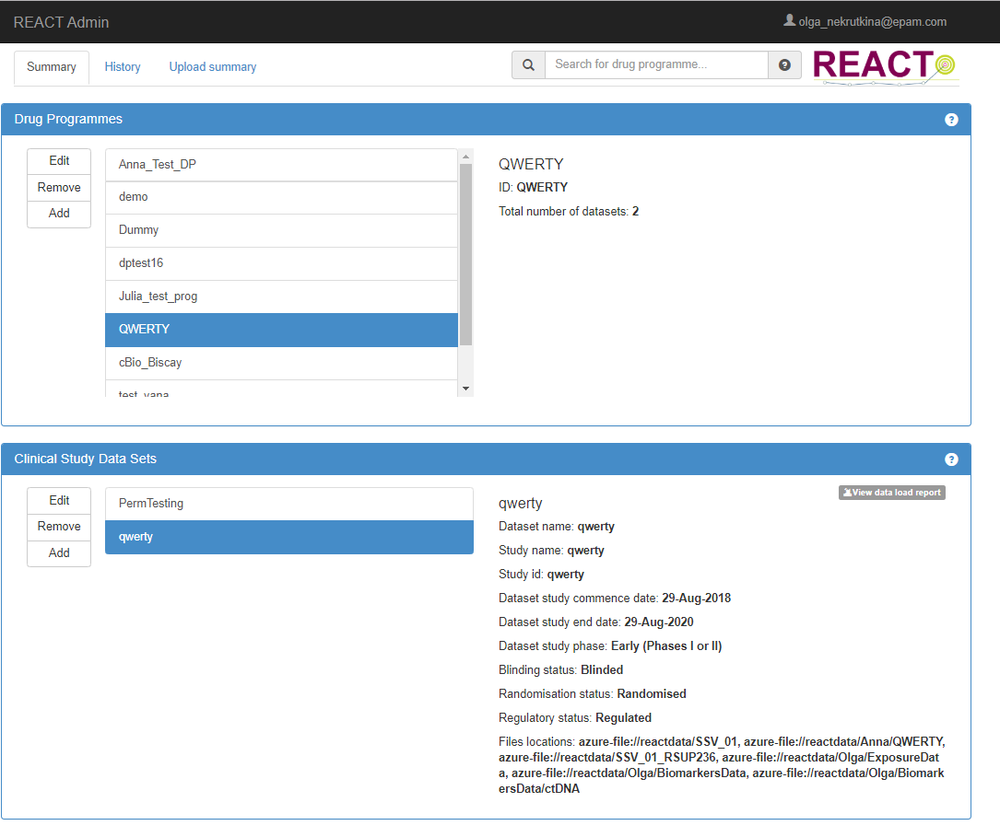 REACT Admin
olga_nekrutkina@epam.com
Summary
History
Upload summary
Search for drug programme...
REACT
Drug Programmes
Edit
Remove
Add
Anna_Test_DP
demo
Dummy
dptest16
Julia_test_prog
QWERTY
cBio_Biscay
test_yana
QWERTY
ID: QWERTY
Total number of datasets: 2
Clinical Study Data Sets
Edit
Remove
Add
PermTesting
qwerty
View data load report
qwerty
Dataset name: qwerty
Study name: qwerty
Study id: qwerty
Dataset study commence date: 29-Aug-2018
Dataset study end date: 29-Aug-2020
Dataset study phase: Early (Phases I or II)
Blinding status: Blinded
Randomisation status: Randomised
Regulatory status: Regulated
Files locations: azure-file://reactdata/SSV_01, azure-file://reactdata/Anna/QWERTY,
azure-file://reactdata/SSV_01_RSUP236, azure-file://reactdata/Olga/ExposureDat
a, azure-file://reactdata/Olga/BiomarkersData, azure-file://reactdata/Olga/Biomark
ersData/ctDNA